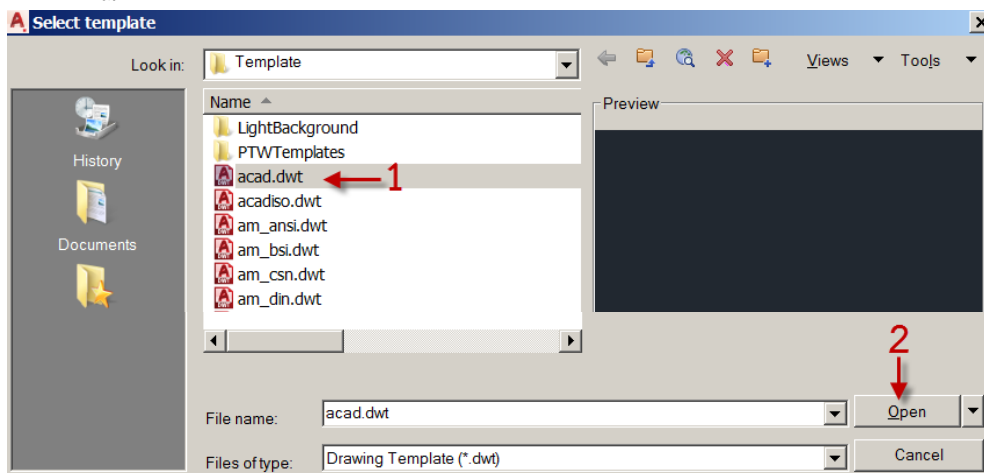 Select template
Look in: Template Views Tools
Name Preview
LightBackground
PTWTemplates
acad.dwt 1
acadiso.dwt
am_ansi.dwt
am_bsi.dwt
am_csn.dwt
am_din.dwt
History
Documents
2
File name: acad.dwt Open
Files of type: Drawing Template (*.dwt) Cancel